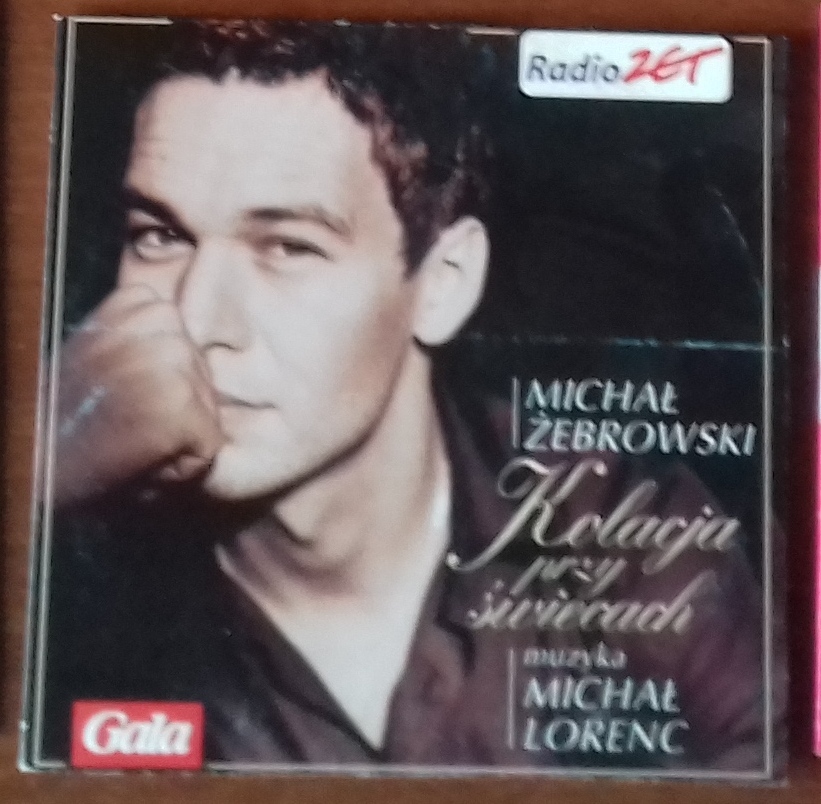 Radio ZET
MICHAŁ
ŻEBROWSKI
Kolacja
przy
świecach
muzyka
MICHAŁ
LORENC
Gala